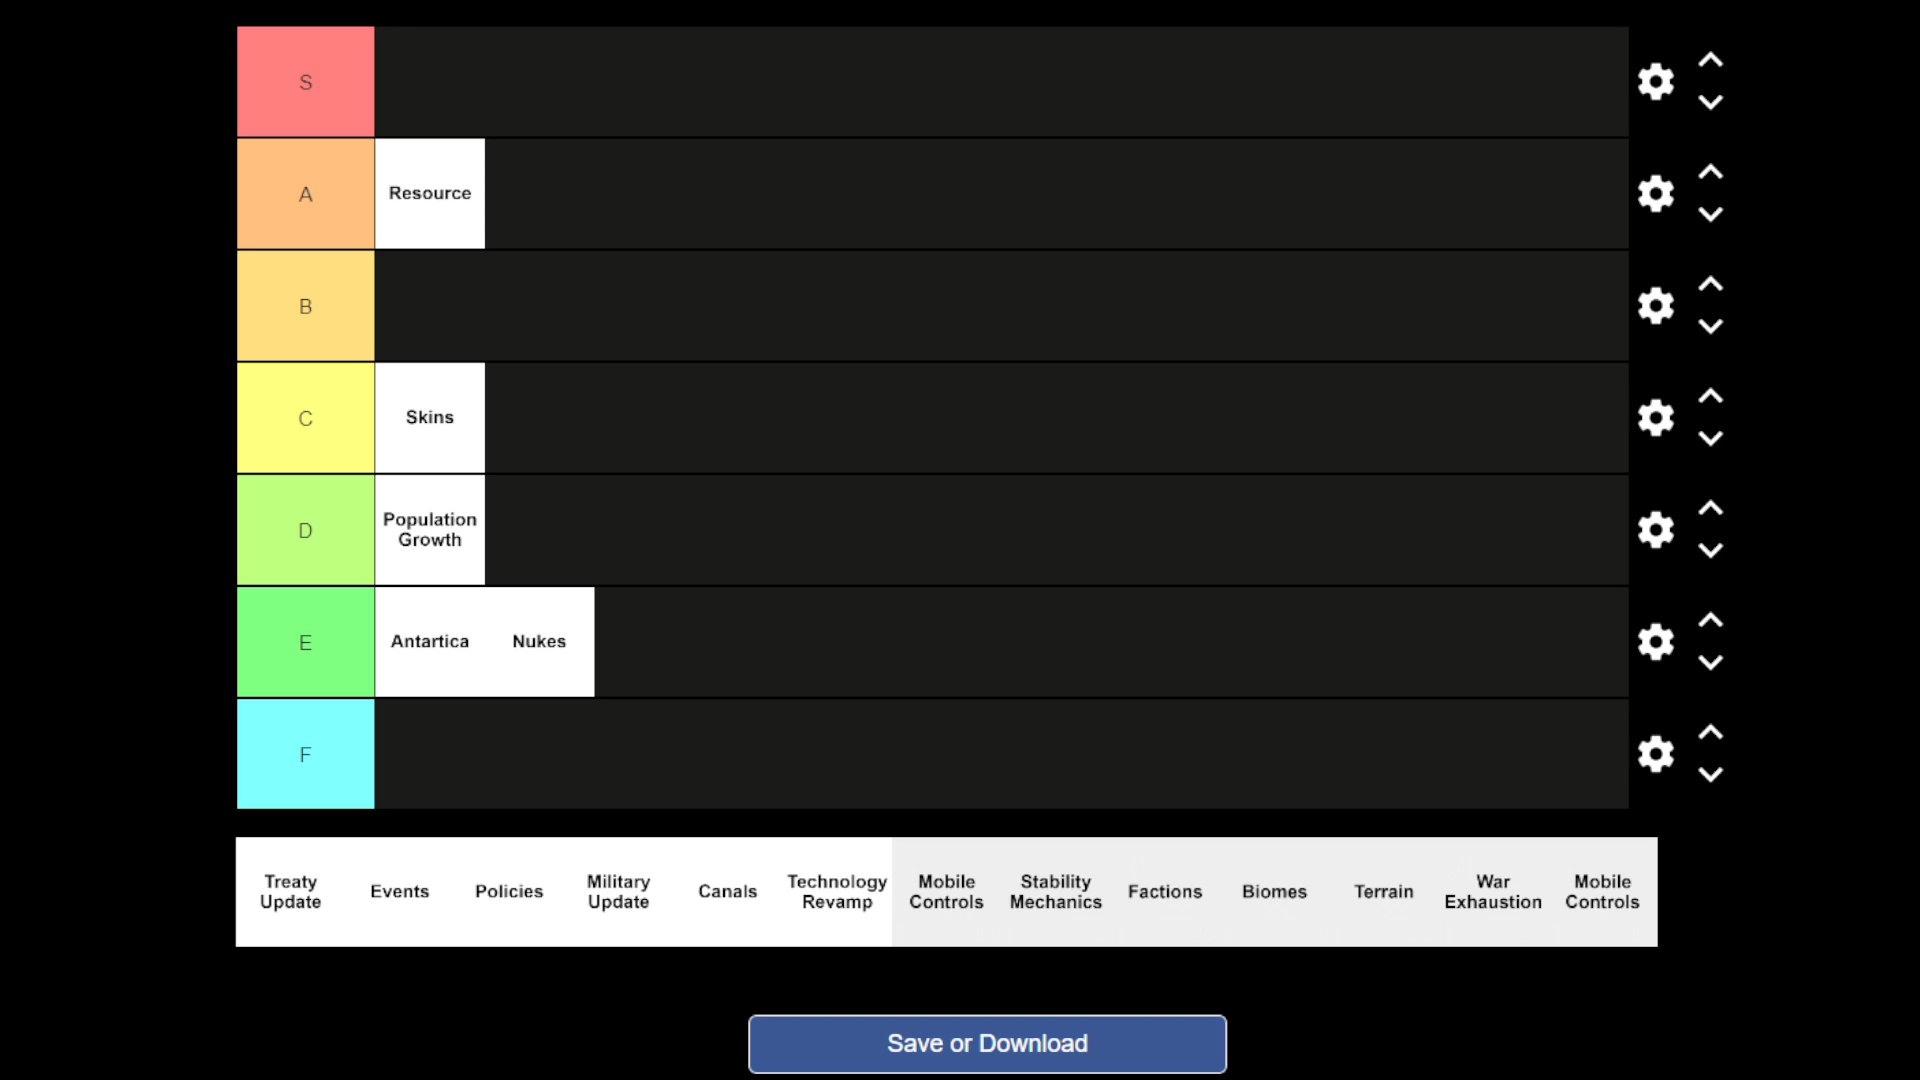 S
A
Resource
B
C
Skins
D
Population
Growth
E
Antartica
Nukes
F
Treaty
Update
Events
Policies
Military
Update
Canals
Technology
Revamp
Mobile
Controls
Stability
Mechanics
Factions
Biomes
Terrain
War
Exhaustion
Mobile
Controls
Save or Download